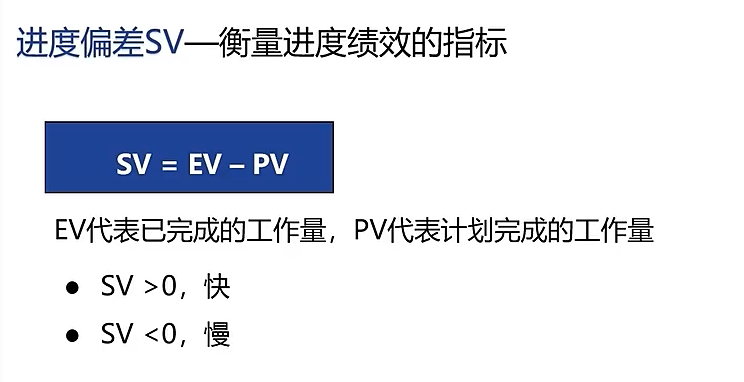 进度偏差SV—衡量进度绩效的指标
SV = EV – PV
EV代表已完成的工作量，PV代表计划完成的工作量
● SV >0，快
● SV <0，慢